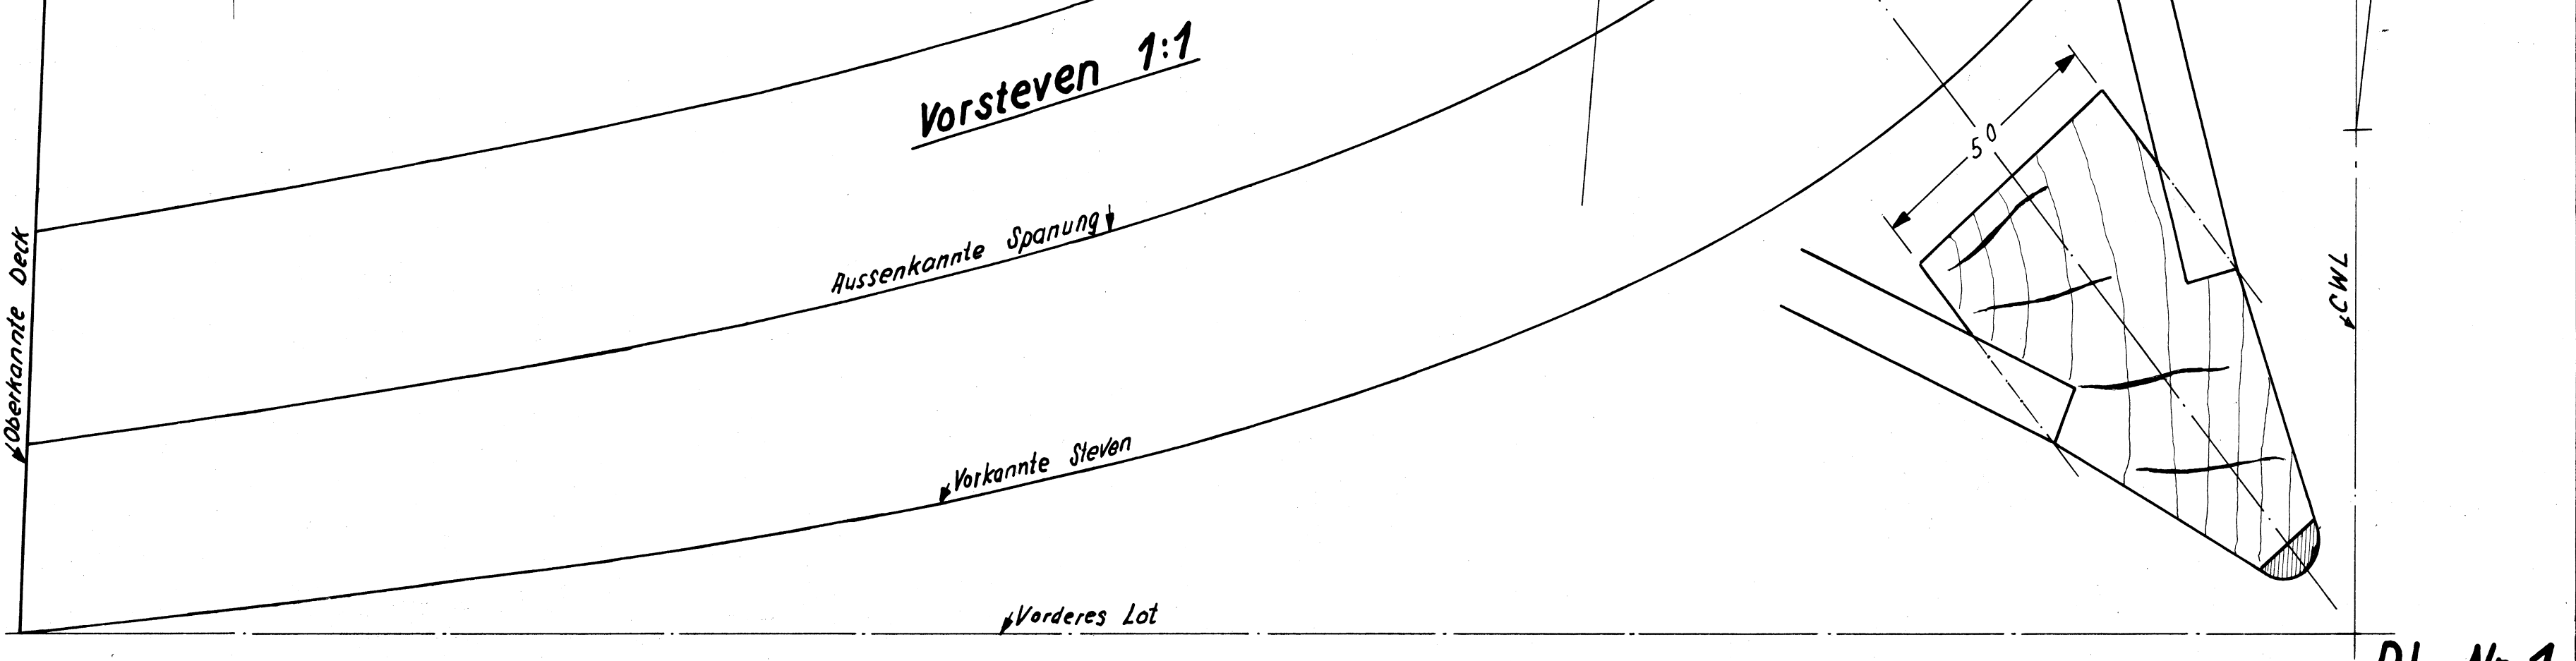 Vorsteven 1:1
50
Aussenkannte Spanung
Oberkannte Deck
CWL
Vorkannte Steven
Vorderes Lot